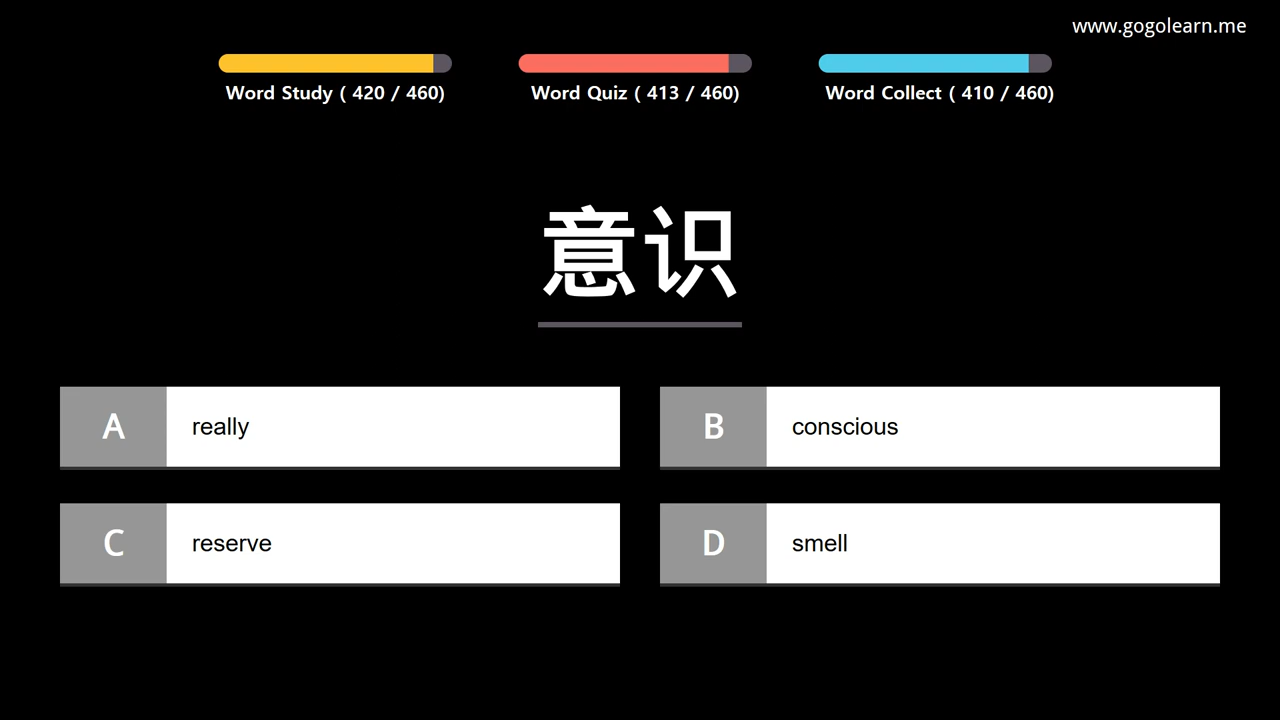 www.gogolearn.me
Word Study ( 420 / 460)
Word Quiz ( 413 / 460)
Word Collect ( 410 / 460)
意识
A really
B conscious
C reserve
D smell